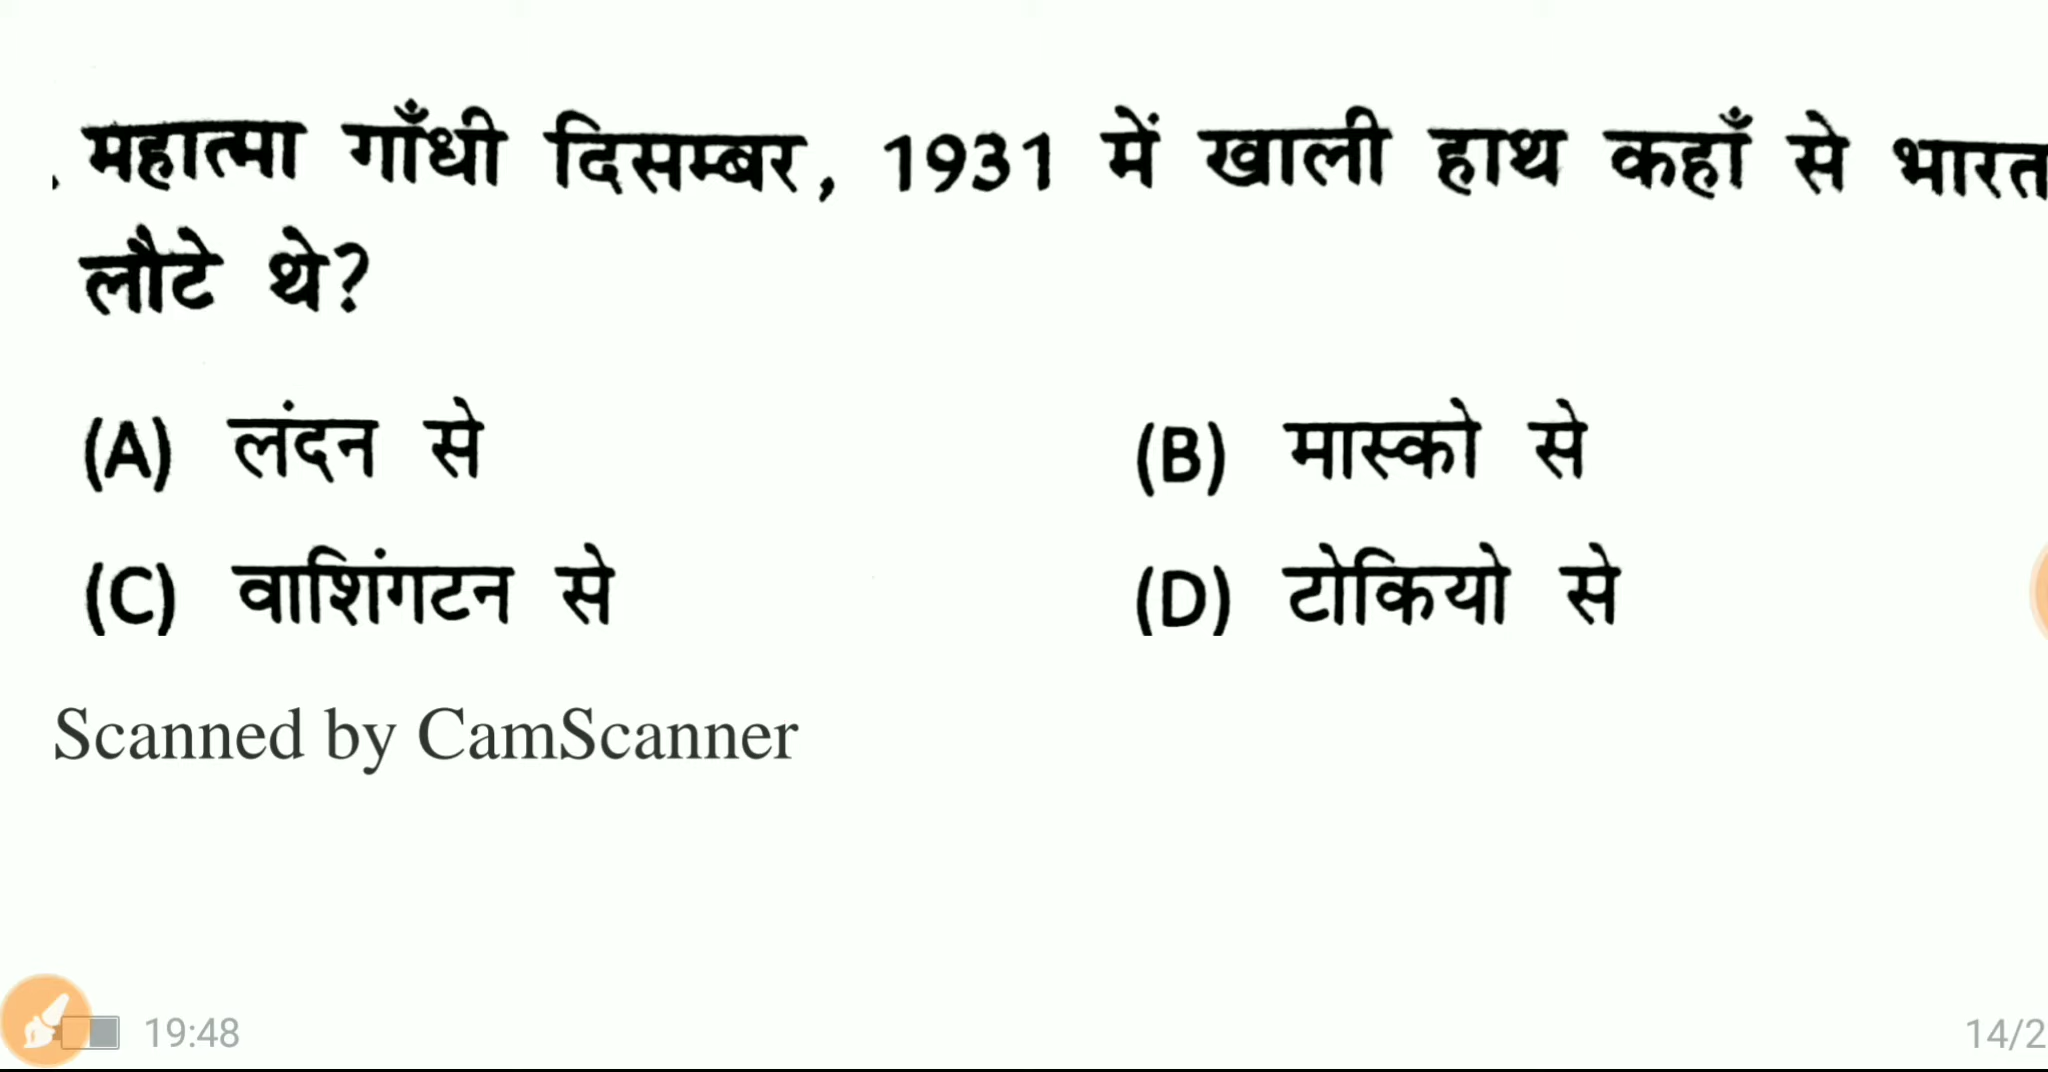 महात्मा गाँधी दिसम्बर, 1931 में खाली हाथ कहाँ से भारत
लौटे थे?
(A) लंदन से (B) मास्को से
(C) वाशिंगटन से (D) टोकियो से
Scanned by CamScanner
19:48 14/2